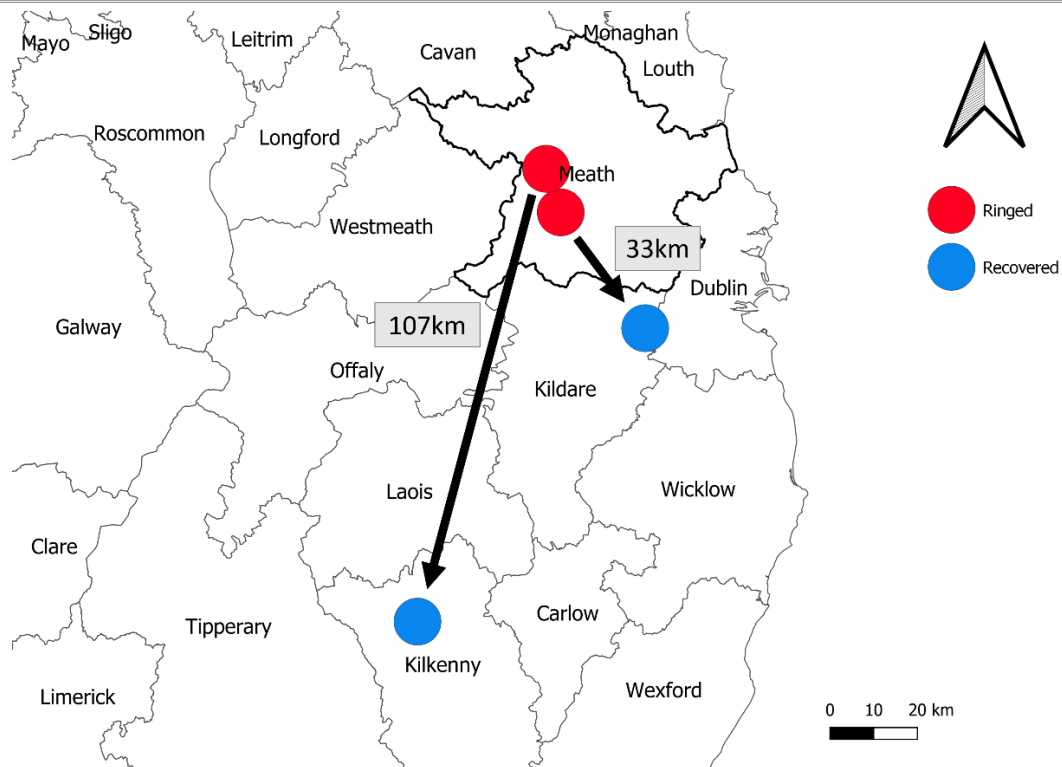 Mayo
Sligo
Leitrim
Cavan
Monaghan
Louth
Roscommon
Longford
Meath
Westmeath
Ringed
33km
Recovered
Dublin
Galway
107km
Offaly
Kildare
Laois
Wicklow
Clare
Carlow
Tipperary
Kilkenny
Limerick
Wexford
0 10 20 km